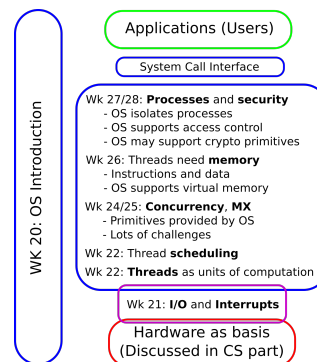 WK 20: OS Introduction
Applications (Users)
System Call Interface
Wk 27/28: Processes and security
- OS isolates processes
- OS supports access control
- OS may support crypto primitives
Wk 26: Threads need memory
- Instructions and data
- OS supports virtual memory
Wk 24/25: Concurrency, MX
- Primitives provided by OS
- Lots of challenges
Wk 22: Thread scheduling
Wk 22: Threads as units of computation
Wk 21: I/O and Interrupts
Hardware as basis
(Discussed in CS part)